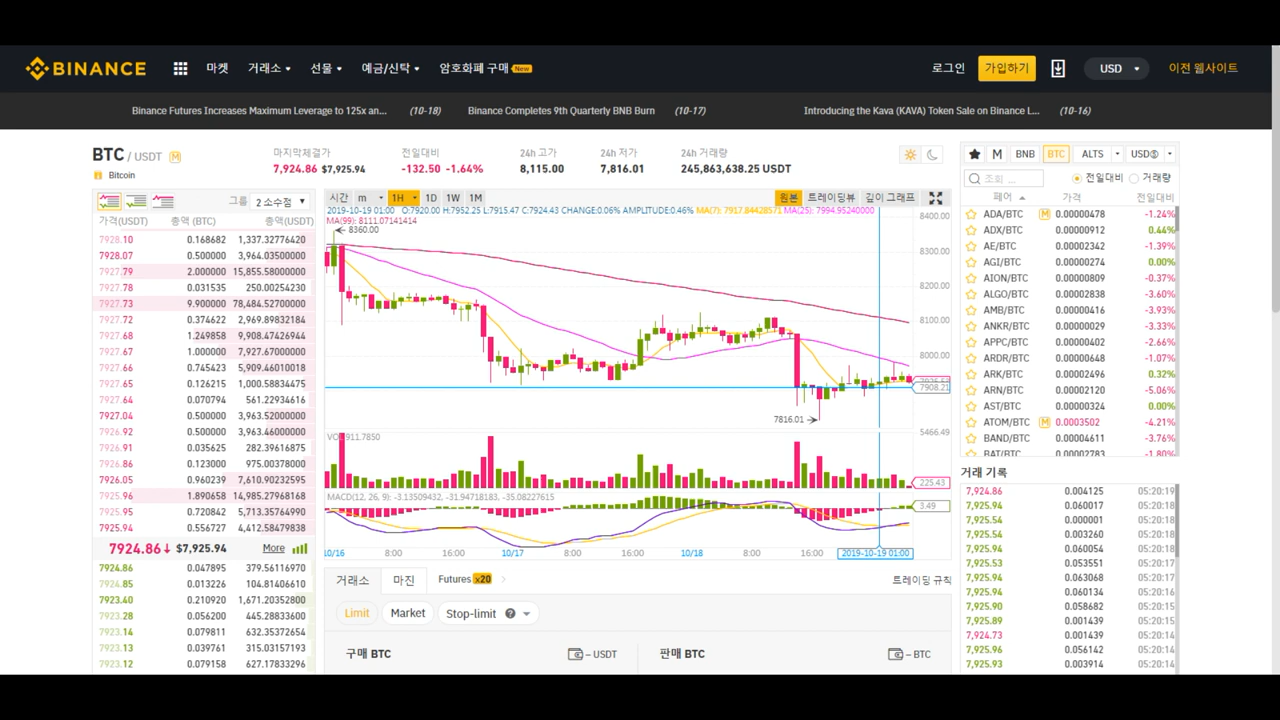 BINANCE 마켓 거래소 선물 예금/신탁 암호화폐 구매 New 로그인 가입하기 USD 이전 웹사이트
Binance Futures Increases Maximum Leverage to 125x an... (10-18) Binance Completes 9th Quarterly BNB Burn (10-17) Introducing the Kava (KAVA) Token Sale on Binance L... (10-16)
BTC / USDT M
Bitcoin
마지막체결가
7,924.86 $7,925.94
전일대비
-132.50 -1.64%
24h 고가
8,115.00
24h 저가
7,816.01
24h 거래량
245,863,638.25 USDT
그룹 2 소수점
가격(USDT) 총액 (BTC) 총액(USDT)
7928.10 0.168682 1,337.32776420
7928.07 0.500000 3,964.03500000
7927.79 2.000000 15,855.58000000
7927.78 0.031535 250.00254230
7927.73 9.900000 78,484.52700000
7927.72 0.374622 2,969.89832184
7927.68 1.249858 9,908.47427936
7927.67 1.000000 7,927.67000000
7927.66 0.745423 5,909.46010018
7927.65 0.126215 1,000.58834475
7927.64 0.070794 561.22934616
7927.04 0.500000 3,963.52000000
7926.92 0.500000 3,963.46000000
7926.91 0.035625 282.39616875
7926.86 0.123000 975.00378000
7926.05 0.960239 7,610.90232595
7925.96 1.890658 14,985.27968168
7925.95 0.720842 5,713.35764990
7925.94 0.556727 4,412.58479838
7924.86↓ $7,925.94 More
7924.86 0.047895 379.56116970
7924.85 0.013226 104.81406610
7923.40 0.210920 1,671.20352800
7923.28 0.056200 445.28833600
7923.14 0.079811 632.35372654
7923.13 0.039761 315.03157193
7923.12 0.079158 627.17833296
시간 m 1H 1D 1W 1M 원본 트레이딩뷰 깊이 그래프
2019-10-19 01:00 O:7920.00 H:7952.25 L:7915.47 C:7924.43 CHANGE:0.06% AMPLITUDE:0.46% MA(7): 7917.84428571 MA(25): 7994.95240000
MA(99): 8111.07141414
8360.00
7816.01
8400.00
8300.00
8200.00
8100.00
8000.00
7908.21
VOL:911.7850
5466.49
225.43
MACD(12, 26, 9): -3.13509432, -31.94718183, -35.08227615
3.49
10/16 8:00 16:00 10/17 8:00 16:00 10/18 8:00 16:00 2019-10-19 01:00
거래소 마진 Futures x20 트레이딩 규칙
Limit Market Stop-limit ?
구매 BTC – USDT 판매 BTC – BTC
M BNB BTC ALTS USDⓈ
조회 ... 전일대비 거래량
페어 가격 전일대비
ADA/BTC M 0.00000478 -1.24%
ADX/BTC 0.00000912 0.44%
AE/BTC 0.00002342 -1.39%
AGI/BTC 0.00000274 0.00%
AION/BTC 0.00000809 -0.37%
ALGO/BTC 0.00002838 -3.60%
AMB/BTC 0.00000416 -3.93%
ANKR/BTC 0.00000029 -3.33%
APPC/BTC 0.00000402 -2.66%
ARDR/BTC 0.00000648 -1.07%
ARK/BTC 0.00002496 0.32%
ARN/BTC 0.00002120 -5.06%
AST/BTC 0.00000324 0.00%
ATOM/BTC M 0.0003502 -4.21%
BAND/BTC 0.00004611 -3.76%
BAT/BTC 0.00002783 -1.80%
거래 기록
7,924.86 0.004125 05:20:19
7,925.94 0.060017 05:20:18
7,925.54 0.000001 05:20:18
7,925.54 0.003260 05:20:18
7,925.94 0.060054 05:20:18
7,925.53 0.053551 05:20:17
7,925.94 0.063068 05:20:17
7,925.94 0.060134 05:20:16
7,925.90 0.058682 05:20:15
7,925.89 0.001439 05:20:15
7,924.73 0.001439 05:20:14
7,925.96 0.056142 05:20:14
7,925.93 0.003914 05:20:14